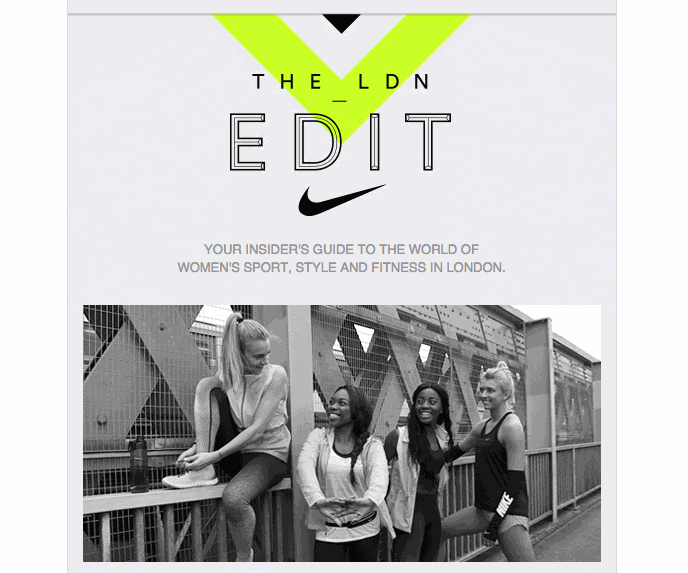 THE_LDN
EDIT
YOUR INSIDER'S GUIDE TO THE WORLD OF
WOMEN'S SPORT, STYLE AND FITNESS IN LONDON.
NIKE